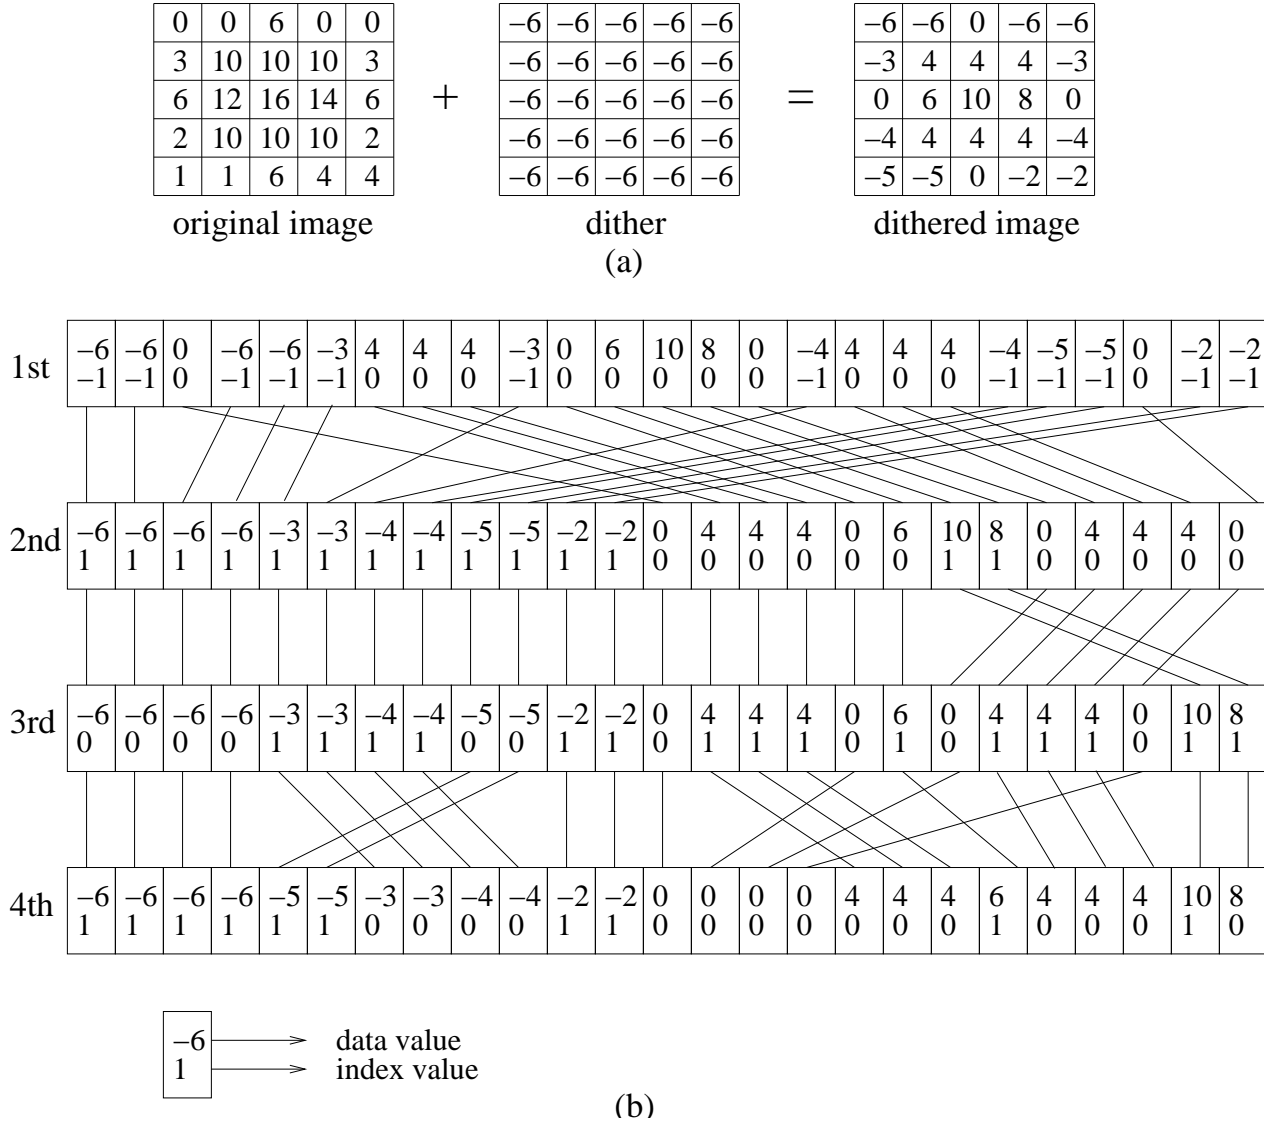 0 0 6 0 0 –6 –6 –6 –6 –6 –6 –6 0 –6 –6
3 10 10 10 3 –6 –6 –6 –6 –6 –3 4 4 4 –3
6 12 16 14 6 + –6 –6 –6 –6 –6 = 0 6 10 8 0
2 10 10 10 2 –6 –6 –6 –6 –6 –4 4 4 4 –4
1 1 6 4 4 –6 –6 –6 –6 –6 –5 –5 0 –2 –2
original image dither dithered image
(a)
1st
–6 –6 0 –6 –6 –3 4 4 4 –3 0 6 10 8 0 –4 4 4 4 –4 –5 –5 0 –2 –2
–1 –1 0 –1 –1 –1 0 0 0 –1 0 0 0 0 0 –1 0 0 0 –1 –1 –1 0 –1 –1
2nd
–6 –6 –6 –6 –3 –3 –4 –4 –5 –5 –2 –2 0 4 4 4 0 6 10 8 0 4 4 4 0
1 1 1 1 1 1 1 1 1 1 1 1 0 0 0 0 0 0 1 1 0 0 0 0 0
3rd
–6 –6 –6 –6 –3 –3 –4 –4 –5 –5 –2 –2 0 4 4 4 0 6 0 4 4 4 0 10 8
0 0 0 0 1 1 1 1 0 0 1 1 0 1 1 1 0 1 0 1 1 1 0 1 1
4th
–6 –6 –6 –6 –5 –5 –3 –3 –4 –4 –2 –2 0 0 0 0 4 4 4 6 4 4 4 10 8
1 1 1 1 1 1 0 0 0 0 1 1 0 0 0 0 0 0 0 1 0 0 0 1 0
–6 data value
1 index value
(b)